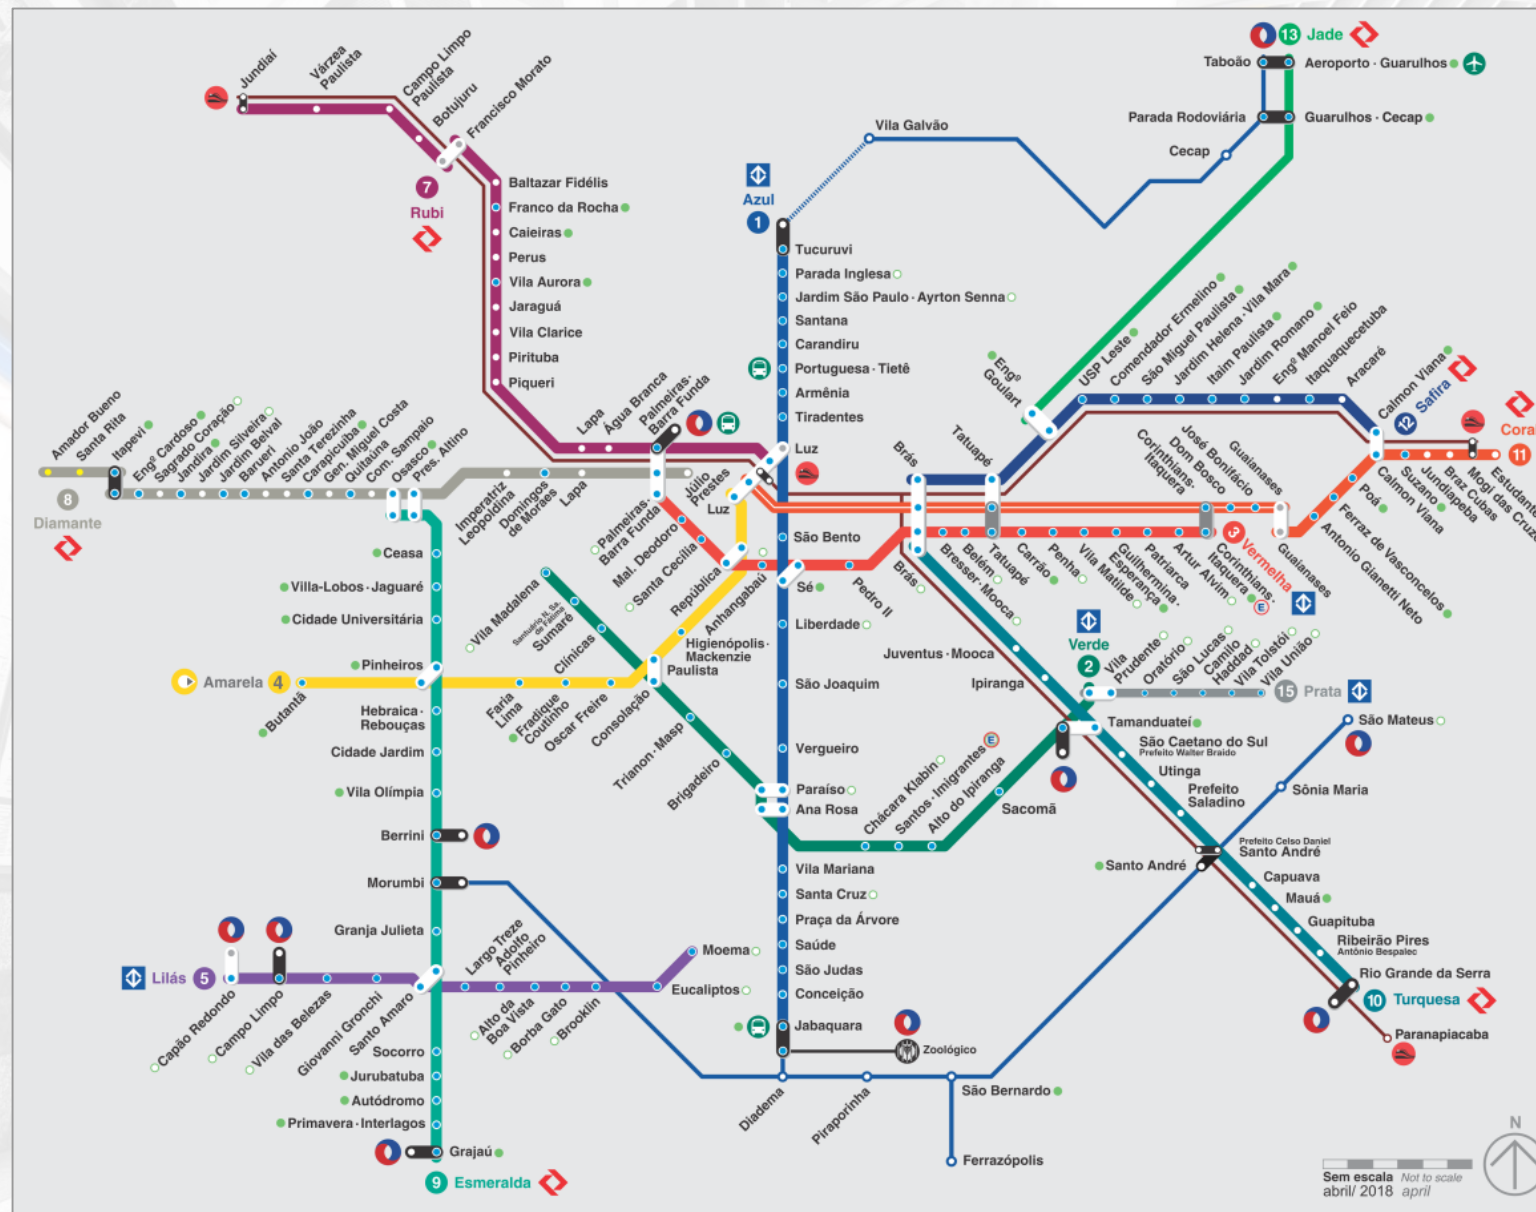 13 Jade
Taboão
Aeroporto · Guarulhos
Parada Rodoviária
Guarulhos · Cecap
Cecap
Vila Galvão
Jundiaí
Várzea
Paulista
Campo Limpo
Paulista
Botujuru
Francisco Morato
7
Rubi
Baltazar Fidélis
Franco da Rocha
Caieiras
Perus
Vila Aurora
Jaraguá
Vila Clarice
Pirituba
Piqueri
Azul
1
Tucuruvi
Parada Inglesa
Jardim São Paulo · Ayrton Senna
Santana
Carandiru
Portuguesa · Tietê
Armênia
Tiradentes
Luz
Lapa
Água Branca
Palmeiras·
Barra Funda
Amador Bueno
Santa Rita
Itapevi
Engº Cardoso
Sagrado Coração
Jandira
Jardim Silveira
Jardim Belval
Barueri
Antonio João
Santa Terezinha
Carapicuíba
Gen. Miguel Costa
Quitaúna
Com. Sampaio
Osasco
Pres. Altino
8
Diamante
Imperatriz
Leopoldina
Domingos
de Moraes
Lapa
Júlio
Prestes
Luz
Palmeiras·
Barra Funda
Mal. Deodoro
Santa Cecília
República
Anhangabaú
São Bento
Sé
Pedro II
Liberdade
Higienópolis·
Mackenzie
Paulista
São Joaquim
Vergueiro
Paraíso
Ana Rosa
Vila Mariana
Santa Cruz
Praça da Árvore
Saúde
São Judas
Conceição
Jabaquara
Zoológico
Engº
Goulart
USP Leste
Comendador Ermelino
São Miguel Paulista
Jardim Helena · Vila Mara
Itaim Paulista
Jardim Romano
Engº Manoel Feio
Itaquaquecetuba
Aracaré
Calmon Viana
12 Safira
Coral
11
Brás
Tatuapé
Corinthians·
Itaquera
Dom Bosco
José Bonifácio
Guaianases
Calmon Viana
Suzano
Jundiapeba
Braz Cubas
Mogi das Cruzes
Estudantes
Poá
Ferraz de Vasconcelos
Antonio Gianetti Neto
Guaianases
3 Vermelha
Brás
Bresser·Mooca
Belém
Tatuapé
Carrão
Penha
Vila Matilde
Guilhermina·
Esperança
Patriarca
Artur Alvim
Corinthians·
Itaquera
E
Juventus · Mooca
Ipiranga
Verde
2
Vila
Prudente
Oratório
São Lucas
Camilo
Haddad
Vila Tolstói
Vila União
15 Prata
Tamanduateí
São Caetano do Sul
Prefeito Walter Braido
Utinga
Prefeito
Saladino
São Mateus
Sônia Maria
Prefeito Celso Daniel
Santo André
Santo André
Capuava
Mauá
Guapituba
Ribeirão Pires
Antônio Bespalec
Rio Grande da Serra
10 Turquesa
Paranapiacaba
Vila Madalena
Santuário N. Sa.
de Fátima
Sumaré
Clínicas
Consolação
Trianon·Masp
Brigadeiro
Chácara Klabin
Santos·Imigrantes
E
Alto do Ipiranga
Sacomã
Ceasa
Villa-Lobos · Jaguaré
Cidade Universitária
Pinheiros
Amarela 4
Butantã
Faria
Lima
Fradique
Coutinho
Oscar Freire
Hebraica ·
Rebouças
Cidade Jardim
Vila Olímpia
Berrini
Morumbi
Granja Julieta
Lilás 5
Capão Redondo
Campo Limpo
Vila das Belezas
Giovanni Gronchi
Santo Amaro
Largo Treze
Adolfo
Pinheiro
Alto da
Boa Vista
Borba Gato
Brooklin
Eucaliptos
Moema
Socorro
Jurubatuba
Autódromo
Primavera · Interlagos
Grajaú
9 Esmeralda
Diadema
Piraporinha
São Bernardo
Ferrazópolis
N
Sem escala Not to scale
abril/ 2018 april